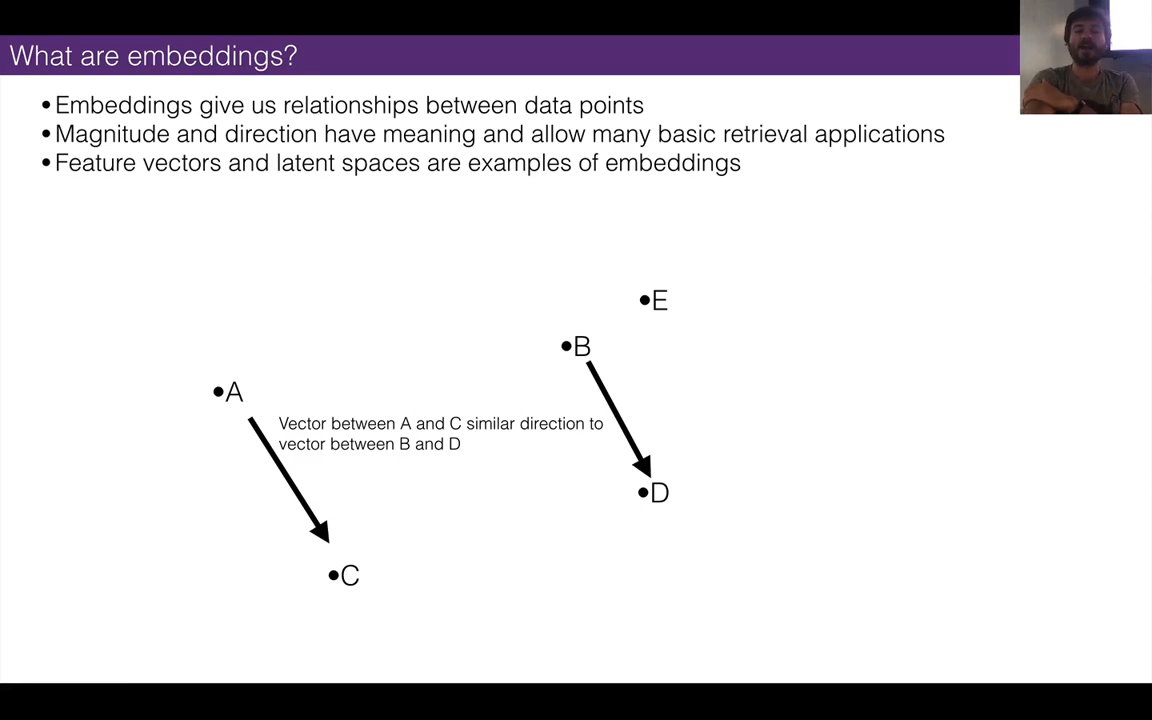 What are embeddings?
•Embeddings give us relationships between data points
•Magnitude and direction have meaning and allow many basic retrieval applications
•Feature vectors and latent spaces are examples of embeddings
•E
•B
•A
Vector between A and C similar direction to
vector between B and D
•D
•C